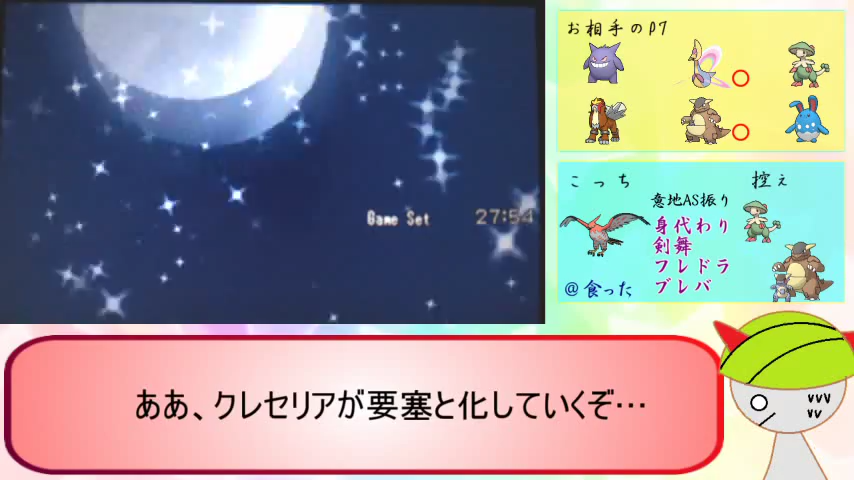 お相手のPT
Game Set
27:54
こっち
控え
意地AS振り
身代わり
剣舞
フレドラ
ブレバ
@食った
ああ、クレセリアが要塞と化していくぞ…